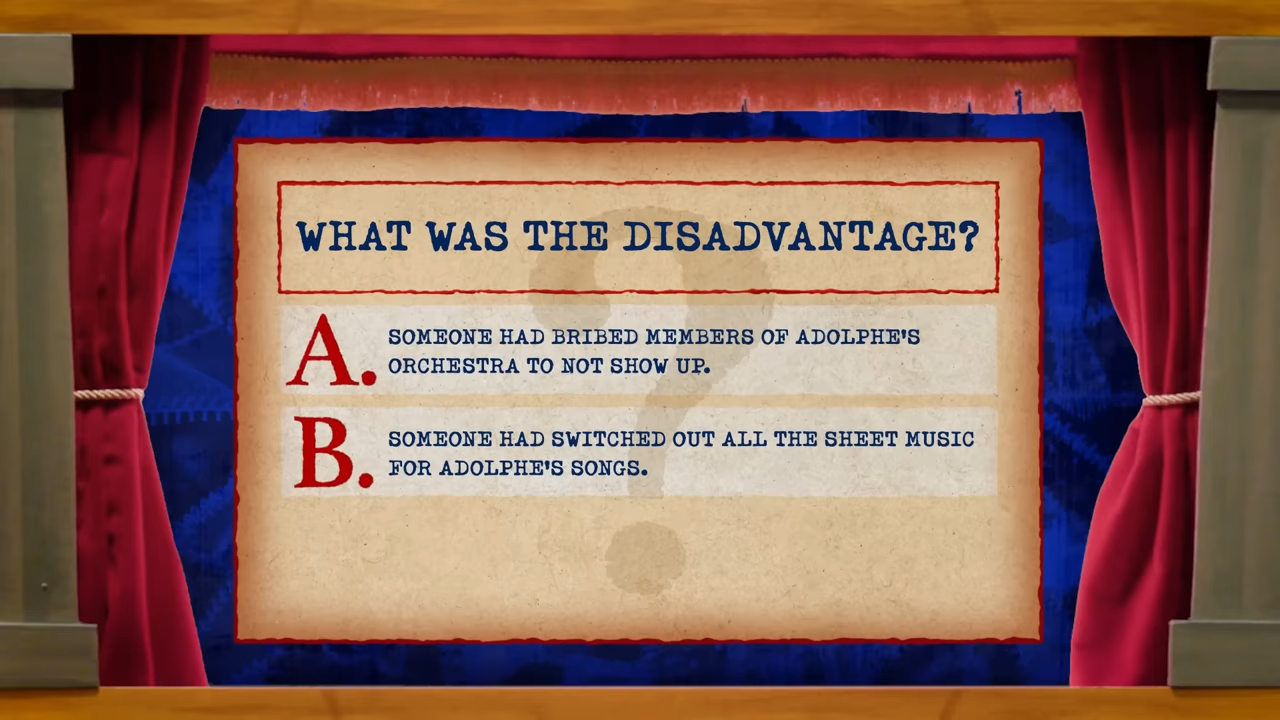 WHAT WAS THE DISADVANTAGE?
A. SOMEONE HAD BRIBED MEMBERS OF ADOLPHE'S
ORCHESTRA TO NOT SHOW UP.
B. SOMEONE HAD SWITCHED OUT ALL THE SHEET MUSIC
FOR ADOLPHE'S SONGS.